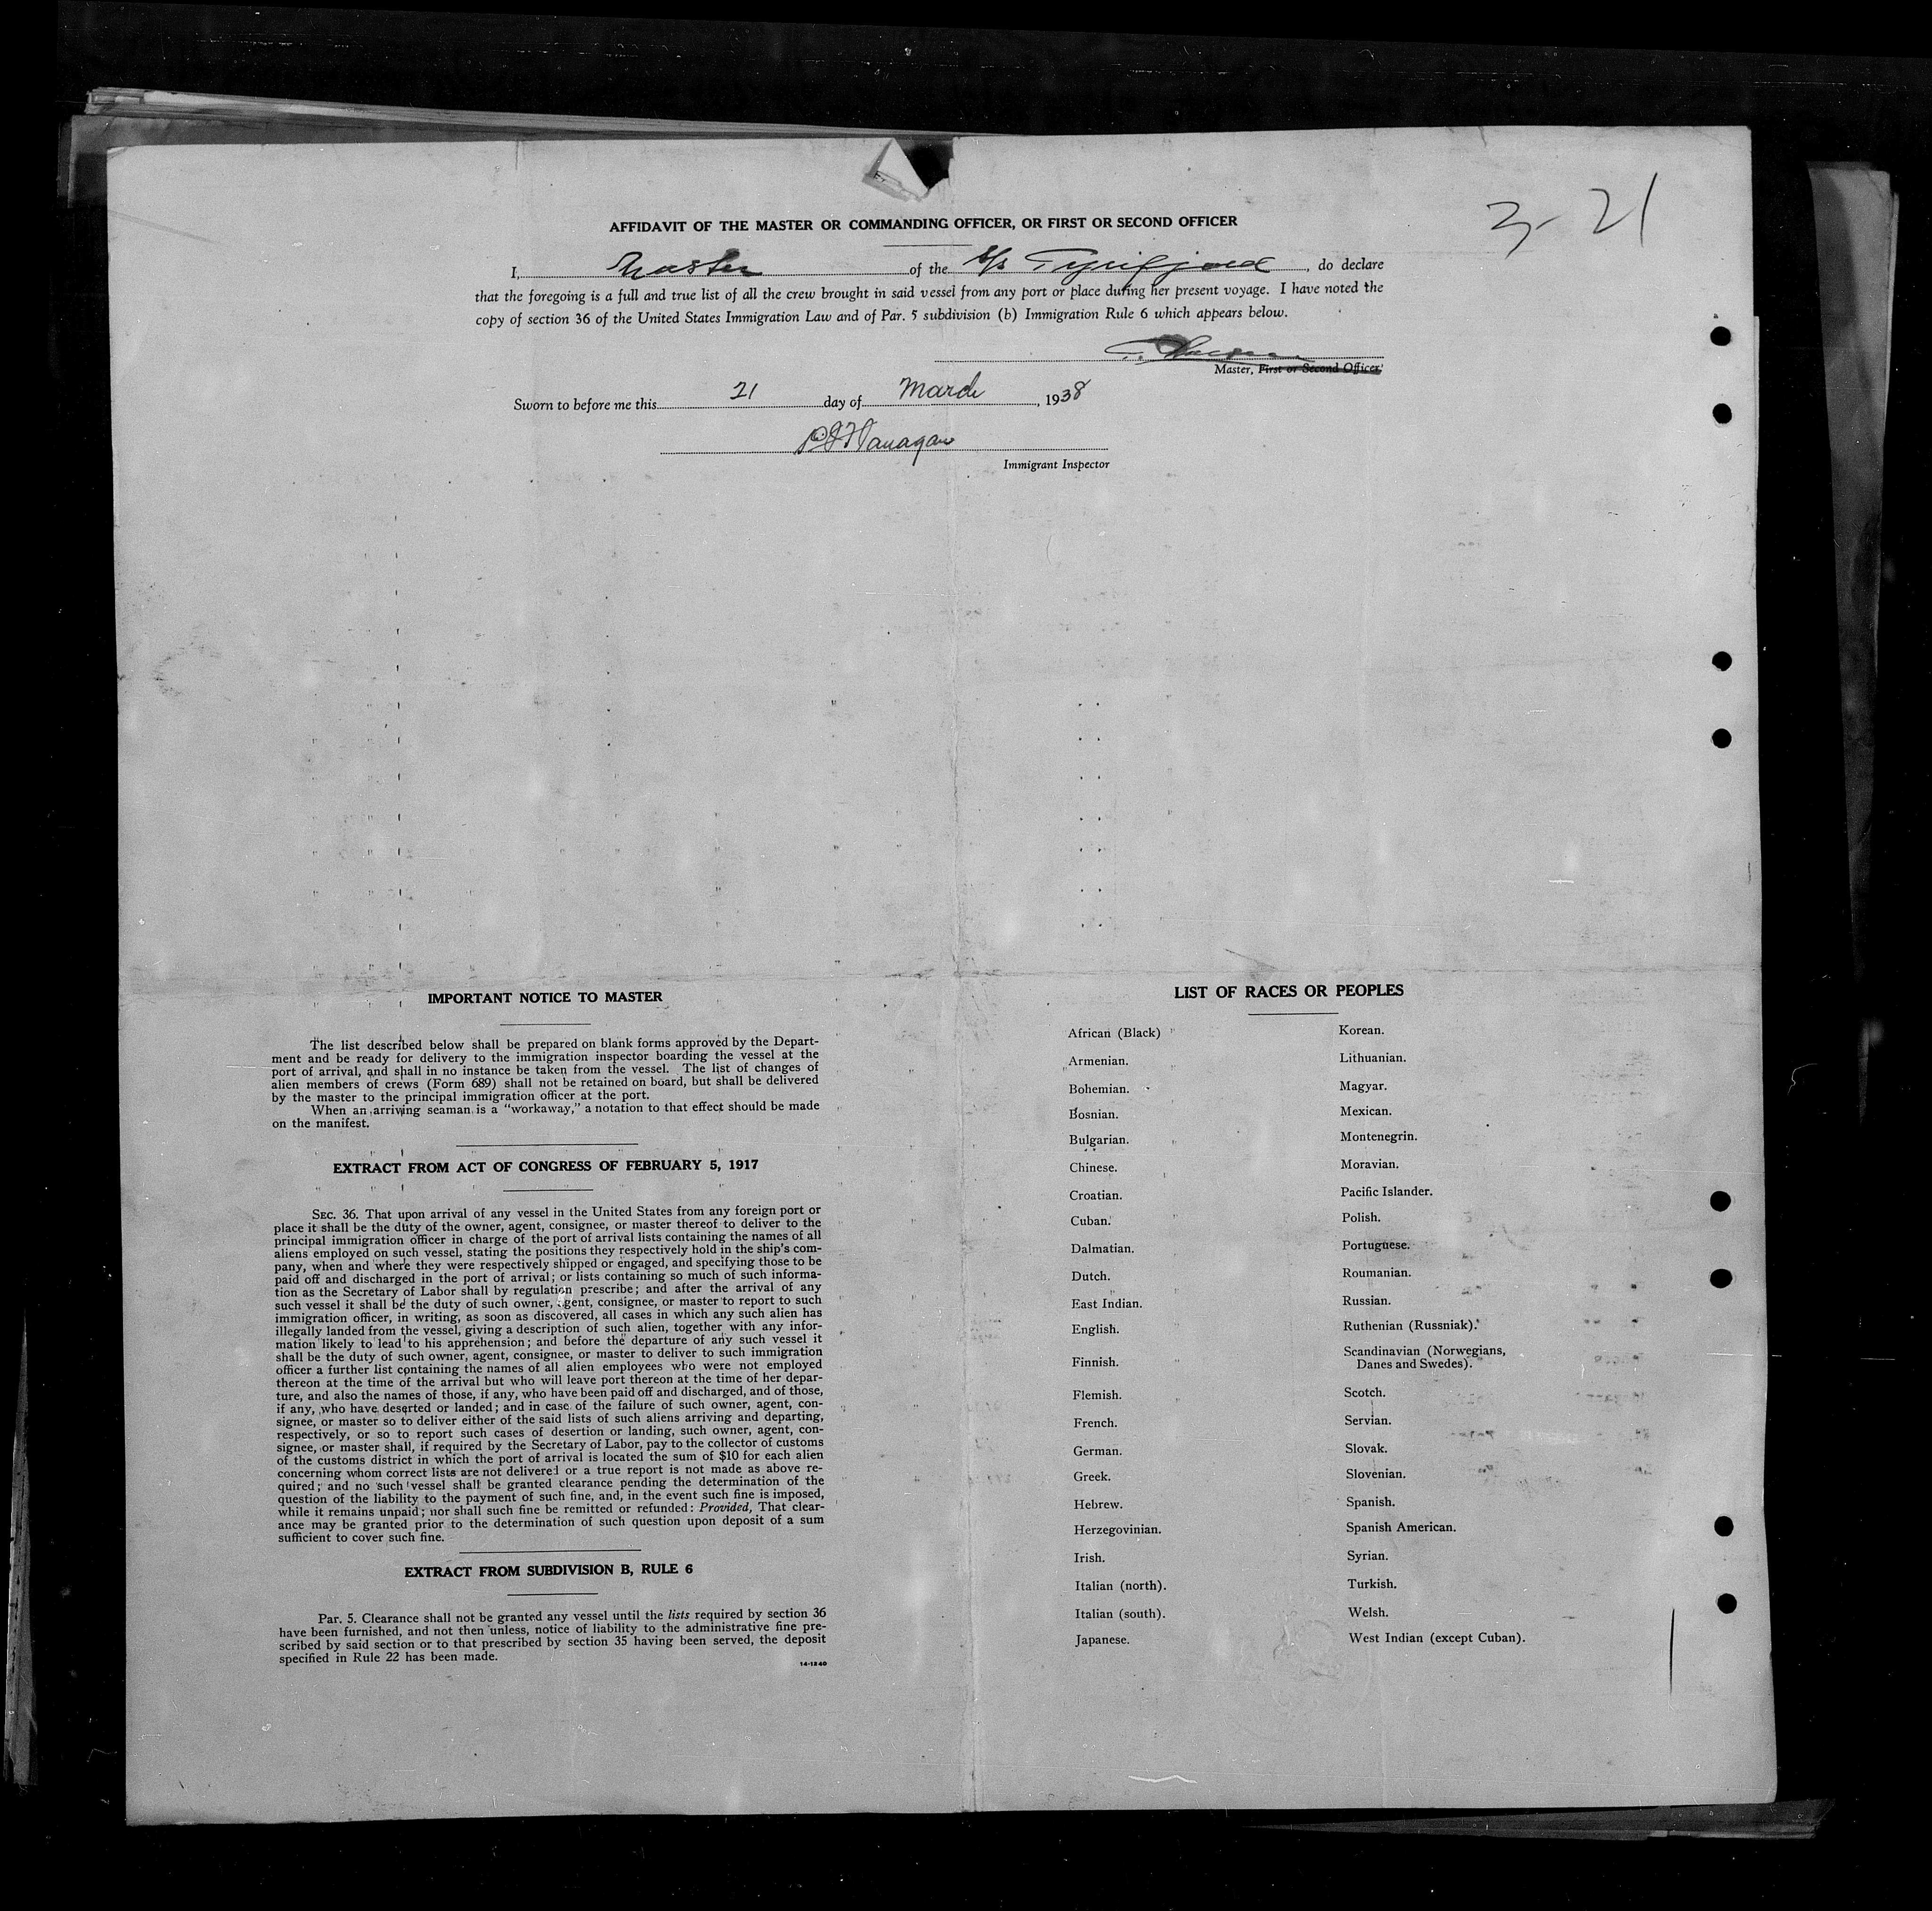 3-21
AFFIDAVIT OF THE MASTER OR COMMANDING OFFICER, OR FIRST OR SECOND OFFICER
I, Master of the S/S Tyrifjord, do declare
that the foregoing is a full and true list of all the crew brought in said vessel from any port or place during her present voyage. I have noted the
copy of section 36 of the United States Immigration Law and of Par. 5 subdivision (b) Immigration Rule 6 which appears below.
Master, First or Second Officer.
Sworn to before me this 21 day of March, 1938
Flanagan
Immigrant Inspector
IMPORTANT NOTICE TO MASTER
The list described below shall be prepared on blank forms approved by the Depart-
ment and be ready for delivery to the immigration inspector boarding the vessel at the
port of arrival, and shall in no instance be taken from the vessel. The list of changes of
alien members of crews (Form 689) shall not be retained on board, but shall be delivered
by the master to the principal immigration officer at the port.
When an arriving seaman is a "workaway," a notation to that effect should be made
on the manifest.
EXTRACT FROM ACT OF CONGRESS OF FEBRUARY 5, 1917
SEC. 36. That upon arrival of any vessel in the United States from any foreign port or
place it shall be the duty of the owner, agent, consignee, or master thereof to deliver to the
principal immigration officer in charge of the port of arrival lists containing the names of all
aliens employed on such vessel, stating the positions they respectively hold in the ship's com-
pany, when and where they were respectively shipped or engaged, and specifying those to be
paid off and discharged in the port of arrival; or lists containing so much of such informa-
tion as the Secretary of Labor shall by regulation prescribe; and after the arrival of any
such vessel it shall be the duty of such owner, agent, consignee, or master to report to such
immigration officer, in writing, as soon as discovered, all cases in which any such alien has
illegally landed from the vessel, giving a description of such alien, together with any infor-
mation likely to lead to his apprehension; and before the departure of any such vessel it
shall be the duty of such owner, agent, consignee, or master to deliver to such immigration
officer a further list containing the names of all alien employees who were not employed
thereon at the time of the arrival but who will leave port thereon at the time of her depar-
ture, and also the names of those, if any, who have been paid off and discharged, and of those,
if any, who have deserted or landed; and in case of the failure of such owner, agent, con-
signee, or master so to deliver either of the said lists of such aliens arriving and departing,
respectively, or so to report such cases of desertion or landing, such owner, agent, con-
signee, or master shall, if required by the Secretary of Labor, pay to the collector of customs
of the customs district in which the port of arrival is located the sum of $10 for each alien
concerning whom correct lists are not delivered or a true report is not made as above re-
quired; and no such vessel shall be granted clearance pending the determination of the
question of the liability to the payment of such fine, and, in the event such fine is imposed,
while it remains unpaid; nor shall such fine be remitted or refunded: Provided, That clear-
ance may be granted prior to the determination of such question upon deposit of a sum
sufficient to cover such fine.
EXTRACT FROM SUBDIVISION B, RULE 6
Par. 5. Clearance shall not be granted any vessel until the lists required by section 36
have been furnished, and not then unless, notice of liability to the administrative fine pre-
scribed by said section or to that prescribed by section 35 having been served, the deposit
specified in Rule 22 has been made.
14-1240
LIST OF RACES OR PEOPLES
African (Black)
Armenian.
Bohemian.
Bosnian.
Bulgarian.
Chinese.
Croatian.
Cuban.
Dalmatian.
Dutch.
East Indian.
English.
Finnish.
Flemish.
French.
German.
Greek.
Hebrew.
Herzegovinian.
Irish.
Italian (north).
Italian (south).
Japanese.
Korean.
Lithuanian.
Magyar.
Mexican.
Montenegrin.
Moravian.
Pacific Islander.
Polish.
Portuguese.
Roumanian.
Russian.
Ruthenian (Russniak).
Scandinavian (Norwegians,
Danes and Swedes).
Scotch.
Servian.
Slovak.
Slovenian.
Spanish.
Spanish American.
Syrian.
Turkish.
Welsh.
West Indian (except Cuban).